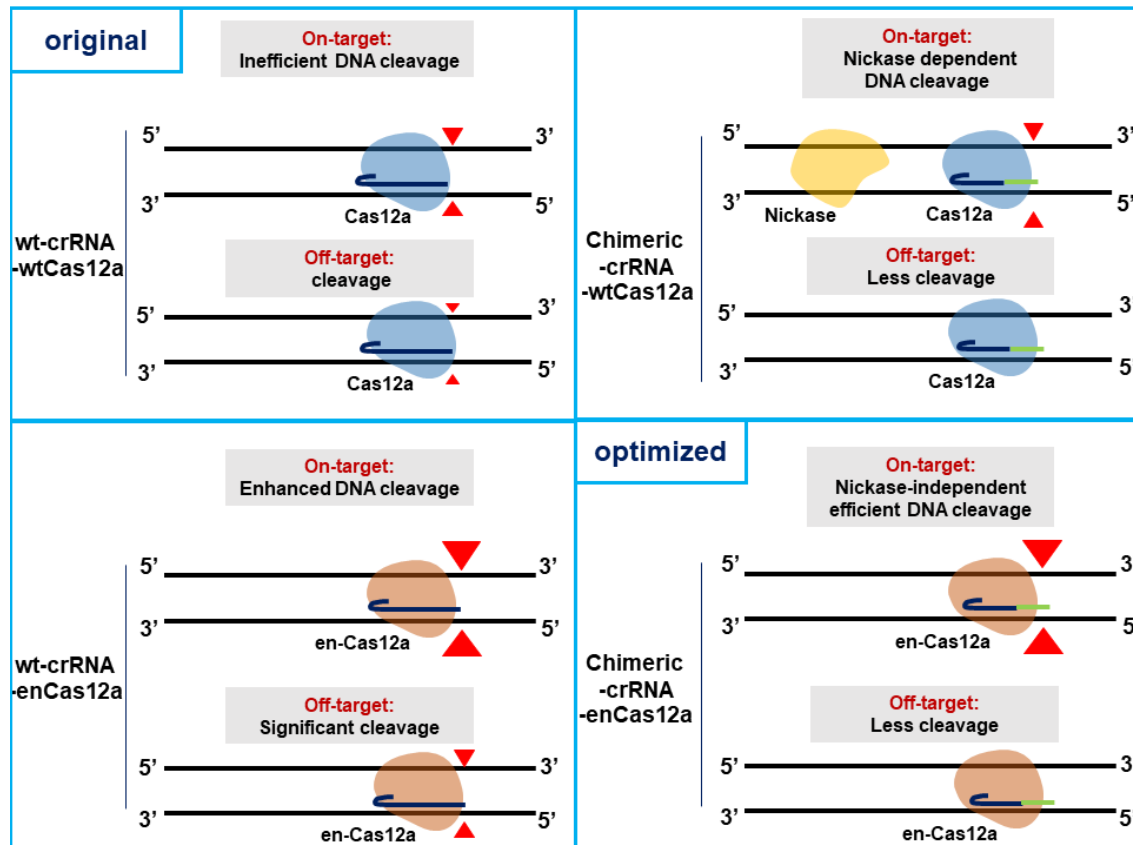 original
On-target:
Inefficient DNA cleavage
5’
3’
3’
5’
Cas12a
wt-crRNA
-wtCas12a
Off-target:
cleavage
5’
3’
3’
5’
Cas12a
On-target:
Nickase dependent
DNA cleavage
5’
3’
3’
5’
Nickase
Cas12a
Chimeric
-crRNA
-wtCas12a
Off-target:
Less cleavage
5’
3’
3’
5’
Cas12a
On-target:
Enhanced DNA cleavage
5’
3’
3’
5’
en-Cas12a
wt-crRNA
-enCas12a
Off-target:
Significant cleavage
5’
3’
3’
5’
en-Cas12a
optimized
On-target:
Nickase-independent
efficient DNA cleavage
5’
3’
3’
5’
en-Cas12a
Chimeric
-crRNA
-enCas12a
Off-target:
Less cleavage
5’
3’
3’
5’
en-Cas12a